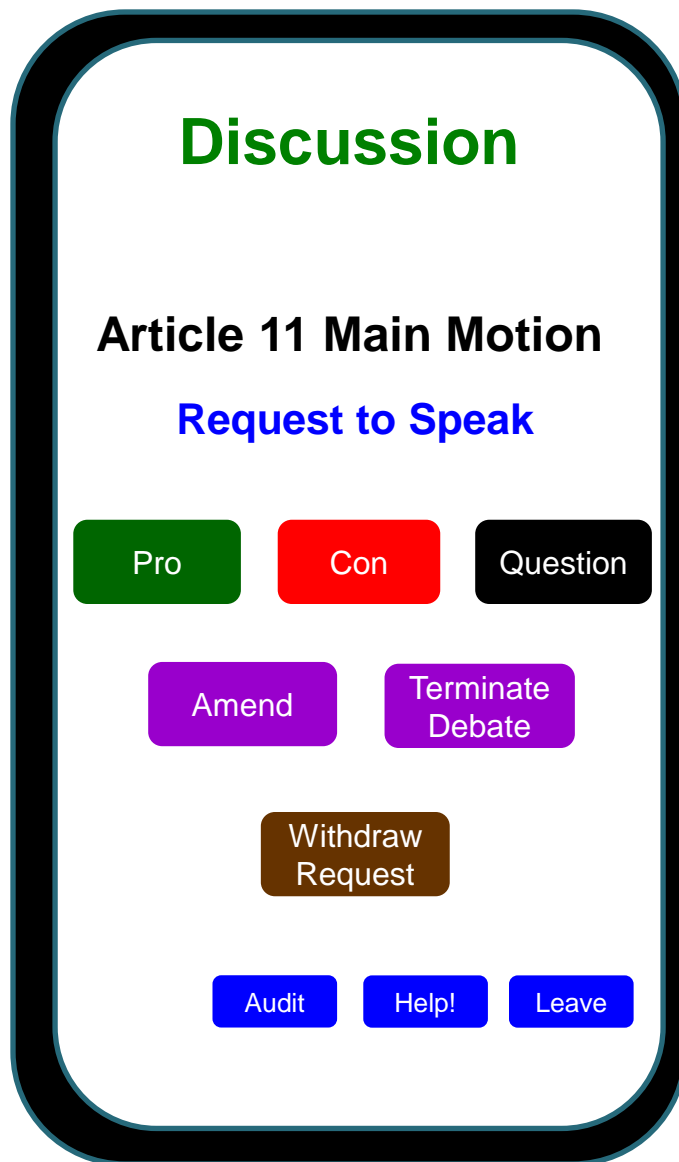 Discussion
Article 11 Main Motion
Request to Speak
Pro
Con
Question
Amend
Terminate
Debate
Withdraw
Request
Audit
Help!
Leave